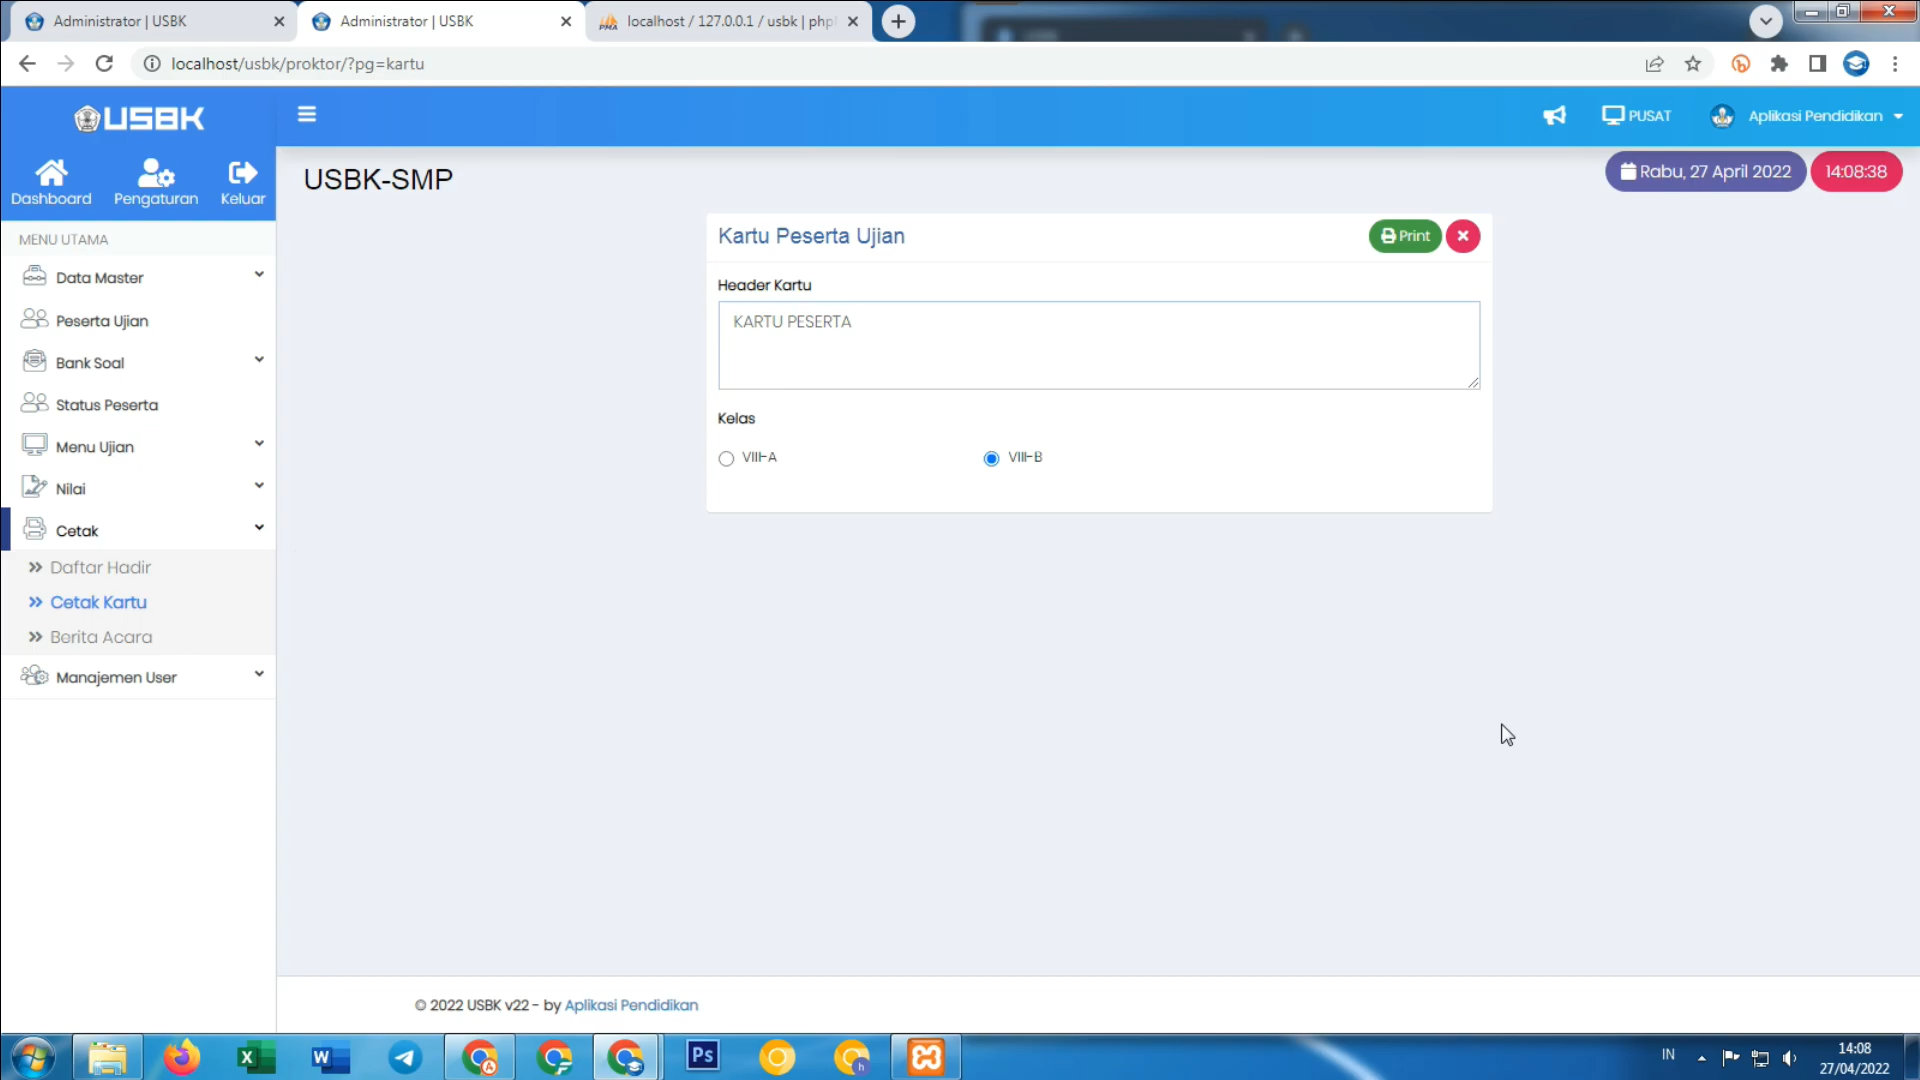 Administrator | USBK
Administrator | USBK
localhost / 127.0.0.1 / usbk | php
localhost/usbk/proktor/?pg=kartu
USBK
PUSAT
Aplikasi Pendidikan
Dashboard
Pengaturan
Keluar
USBK-SMP
Rabu, 27 April 2022
14:08:38
MENU UTAMA
Data Master
Peserta Ujian
Bank Soal
Status Peserta
Menu Ujian
Nilai
Cetak
Daftar Hadir
Cetak Kartu
Berita Acara
Manajemen User
Kartu Peserta Ujian
Print
Header Kartu
KARTU PESERTA
Kelas
VIII-A
VIII-B
© 2022 USBK v22 - by Aplikasi Pendidikan
IN
14:08
27/04/2022